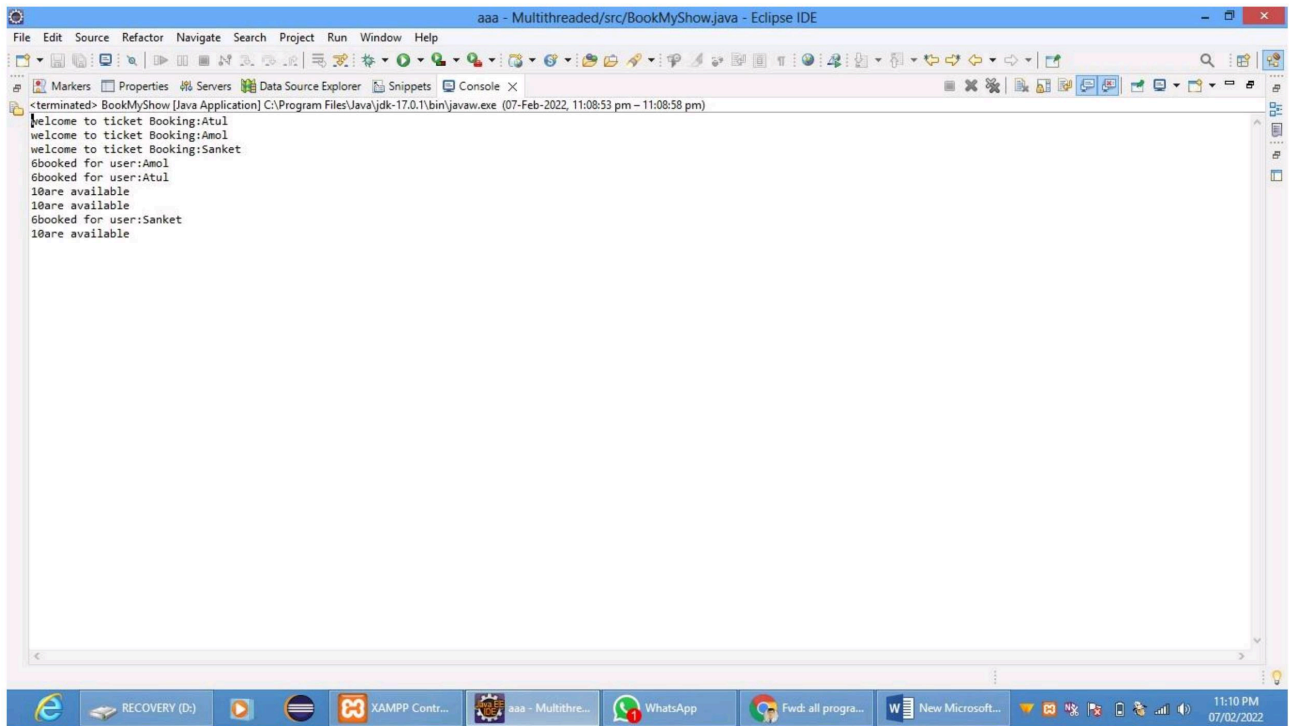 aaa - Multithreaded/src/BookMyShow.java - Eclipse IDE
File Edit Source Refactor Navigate Search Project Run Window Help
Markers Properties Servers Data Source Explorer Snippets Console
<terminated> BookMyShow [Java Application] C:\Program Files\Java\jdk-17.0.1\bin\javaw.exe (07-Feb-2022, 11:08:53 pm – 11:08:58 pm)
welcome to ticket Booking:Atul
welcome to ticket Booking:Amol
welcome to ticket Booking:Sanket
6booked for user:Amol
6booked for user:Atul
10are available
10are available
6booked for user:Sanket
10are available
RECOVERY (D:) XAMPP Contr... aaa - Multithre... WhatsApp Fwd: all progra... New Microsoft... 11:10 PM
07/02/2022